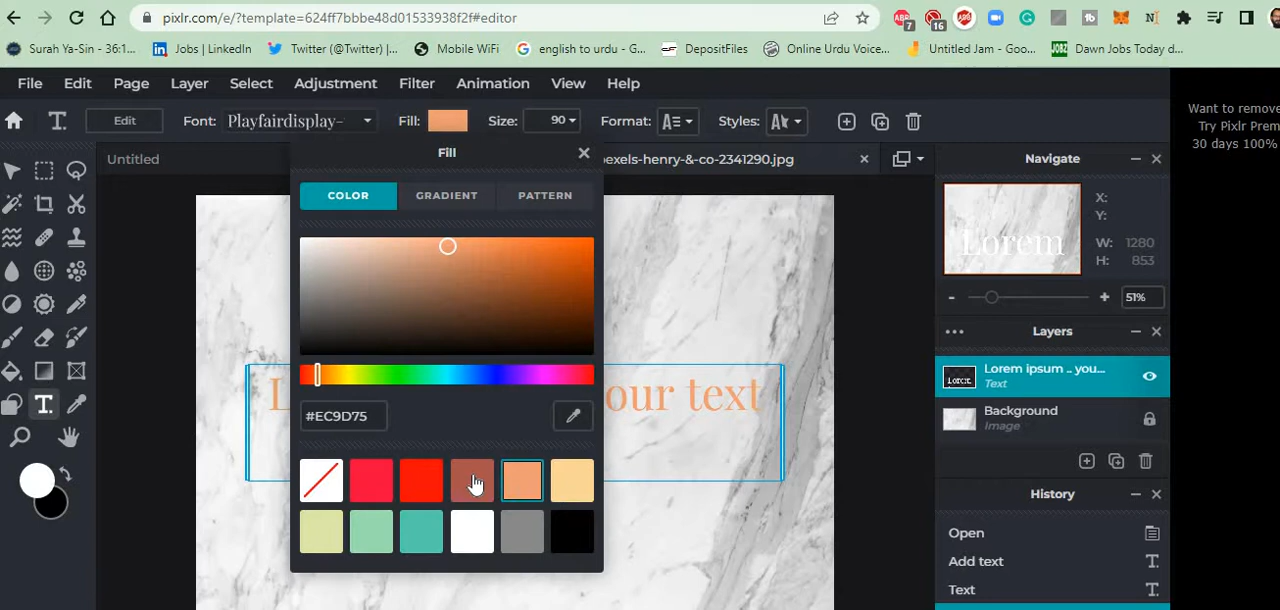 pixlr.com/e/?template=624ff7bbbe48d01533938f2f#editor
7
16
Surah Ya-Sin - 36:1...
Jobs | LinkedIn
Twitter (@Twitter) |...
Mobile WiFi
english to urdu - G...
DepositFiles
Online Urdu Voice...
Untitled Jam - Goo...
Dawn Jobs Today d...
File Edit Page Layer Select Adjustment Filter Animation View Help
Edit Font: Playfairdisplay- Fill: Size: 90 Format: Styles:
Untitled
pexels-henry-&-co-2341290.jpg
Fill
COLOR GRADIENT PATTERN
#EC9D75
our text
Want to remove
Try Pixlr Prem
30 days 100%
Navigate
Lorem
X:
Y:
W: 1280
H: 853
51%
Layers
Lorem ipsum .. you...
Text
Background
Image
History
Open
Add text
Text